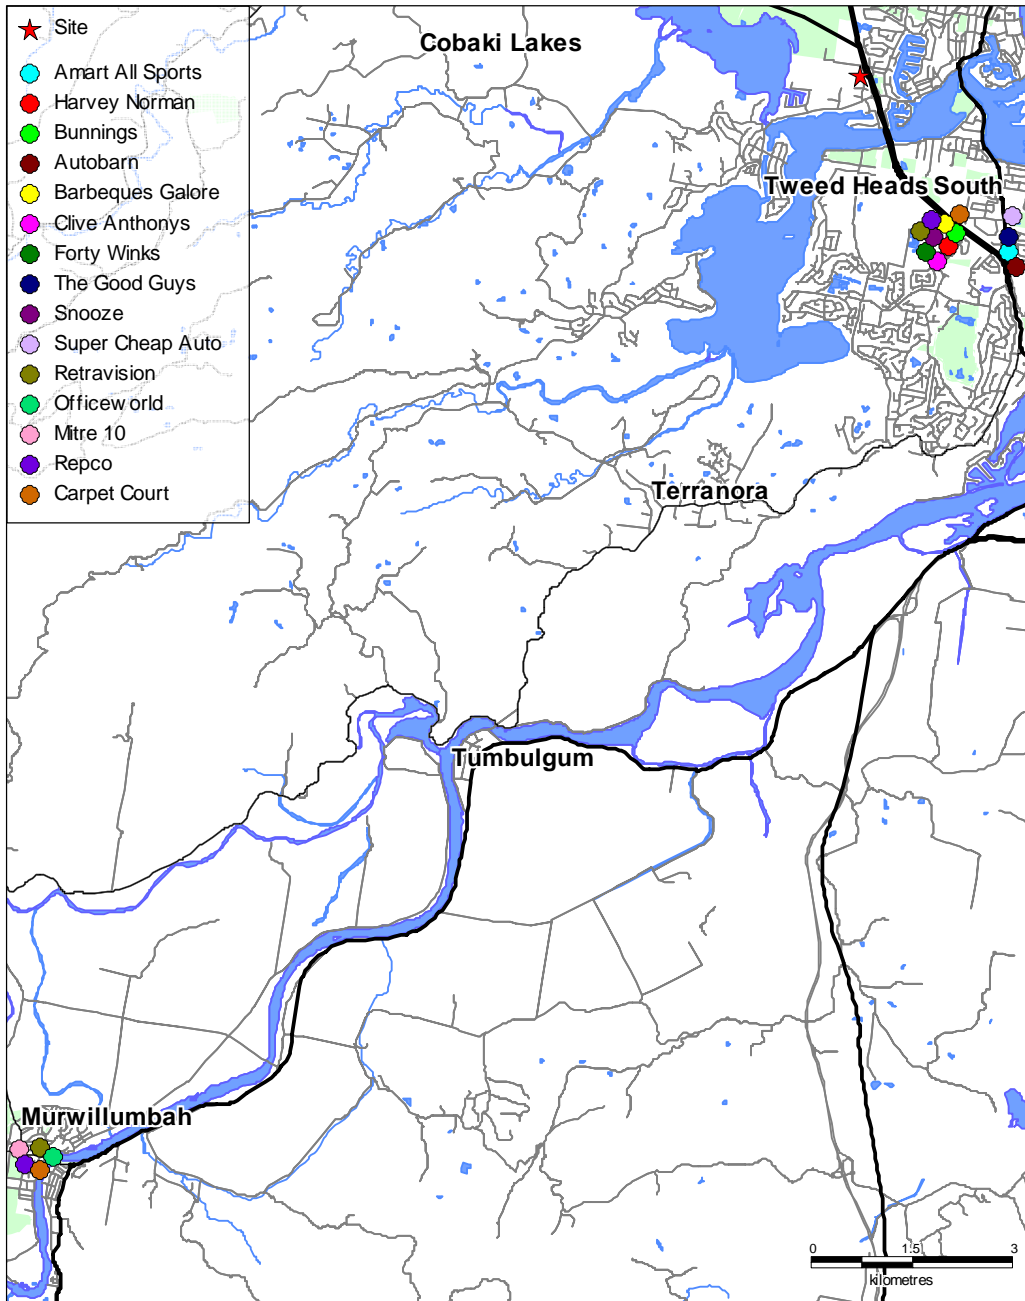 Site
Amart All Sports
Harvey Norman
Bunnings
Autobarn
Barbeques Galore
Clive Anthonys
Forty Winks
The Good Guys
Snooze
Super Cheap Auto
Retravision
Officeworld
Mitre 10
Repco
Carpet Court
Cobaki Lakes
Tweed Heads South
Terranora
Tumbulgum
Murwillumbah
0 1.5 3
kilometres